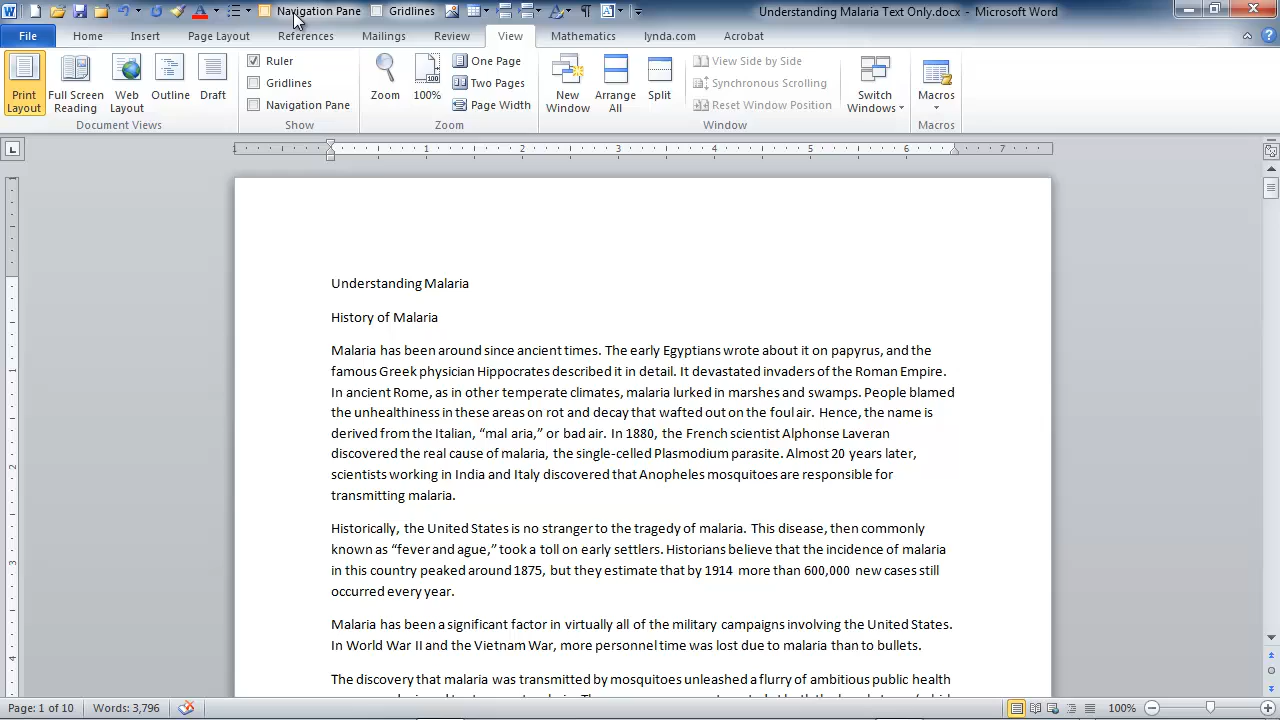 Navigation Pane Gridlines Understanding Malaria Text Only.docx - Microsoft Word
File Home Insert Page Layout References Mailings Review View Mathematics lynda.com Acrobat
Print Layout
Full Screen Reading
Web Layout
Outline
Draft
Document Views
Ruler
Gridlines
Navigation Pane
Show
Zoom
100%
One Page
Two Pages
Page Width
Zoom
New Window
Arrange All
Split
View Side by Side
Synchronous Scrolling
Reset Window Position
Window
Switch Windows
Macros
Macros
1 2 3 4 5 6 7
Understanding Malaria
History of Malaria
Malaria has been around since ancient times. The early Egyptians wrote about it on papyrus, and the
famous Greek physician Hippocrates described it in detail. It devastated invaders of the Roman Empire.
In ancient Rome, as in other temperate climates, malaria lurked in marshes and swamps. People blamed
the unhealthiness in these areas on rot and decay that wafted out on the foul air. Hence, the name is
derived from the Italian, “mal aria,” or bad air. In 1880, the French scientist Alphonse Laveran
discovered the real cause of malaria, the single-celled Plasmodium parasite. Almost 20 years later,
scientists working in India and Italy discovered that Anopheles mosquitoes are responsible for
transmitting malaria.
Historically, the United States is no stranger to the tragedy of malaria. This disease, then commonly
known as “fever and ague,” took a toll on early settlers. Historians believe that the incidence of malaria
in this country peaked around 1875, but they estimate that by 1914 more than 600,000 new cases still
occurred every year.
Malaria has been a significant factor in virtually all of the military campaigns involving the United States.
In World War II and the Vietnam War, more personnel time was lost due to malaria than to bullets.
The discovery that malaria was transmitted by mosquitoes unleashed a flurry of ambitious public health
Page: 1 of 10 Words: 3,796 100%